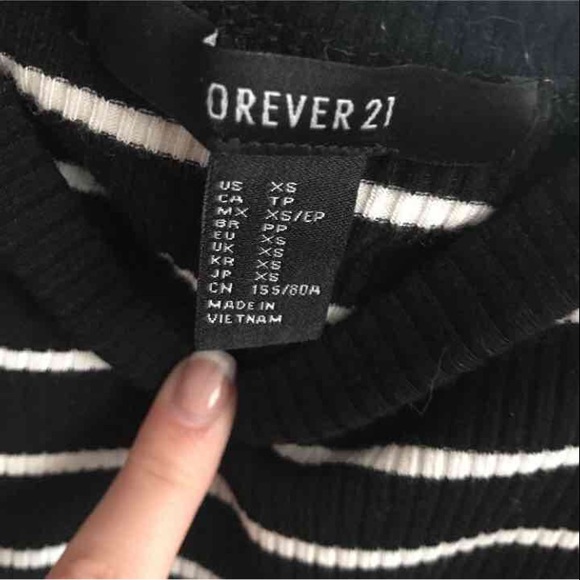 OREVER 21
US XS
CA TP
MX XS/EP
BR PP
EU XS
UK XS
KR XS
JP XS
CN 155/80A
MADE IN
VIETNAM